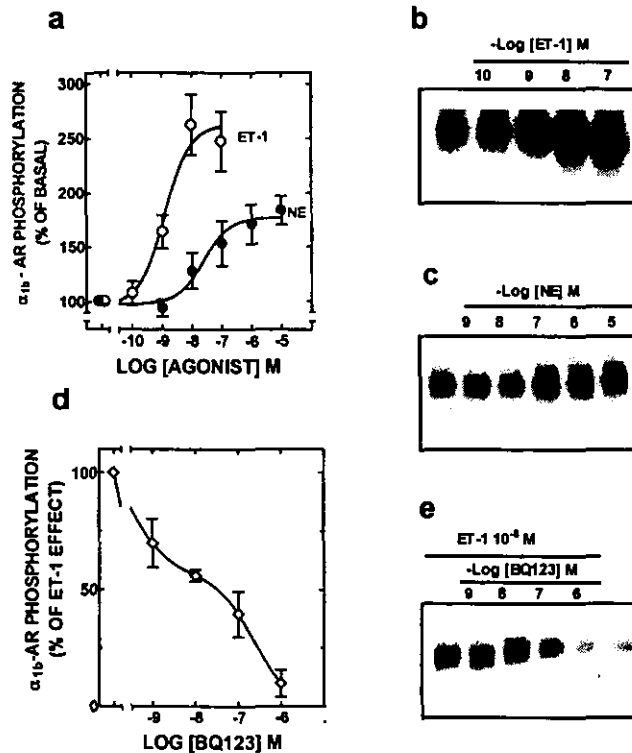 a
α1b - AR PHOSPHORYLATION
(% OF BASAL)
300
250
200
150
100
ET-1
NE
-10 -9 -8 -7 -6 -5
LOG [AGONIST] M
b
-Log [ET-1] M
10 9 8 7
c
-Log [NE] M
9 8 7 6 5
d
α1b-AR PHOSPHORYLATION
(% OF ET-1 EFFECT)
100
50
0
-9 -8 -7 -6
LOG [BQ123] M
e
ET-1 10⁻⁸ M
-Log [BQ123] M
9 8 7 6